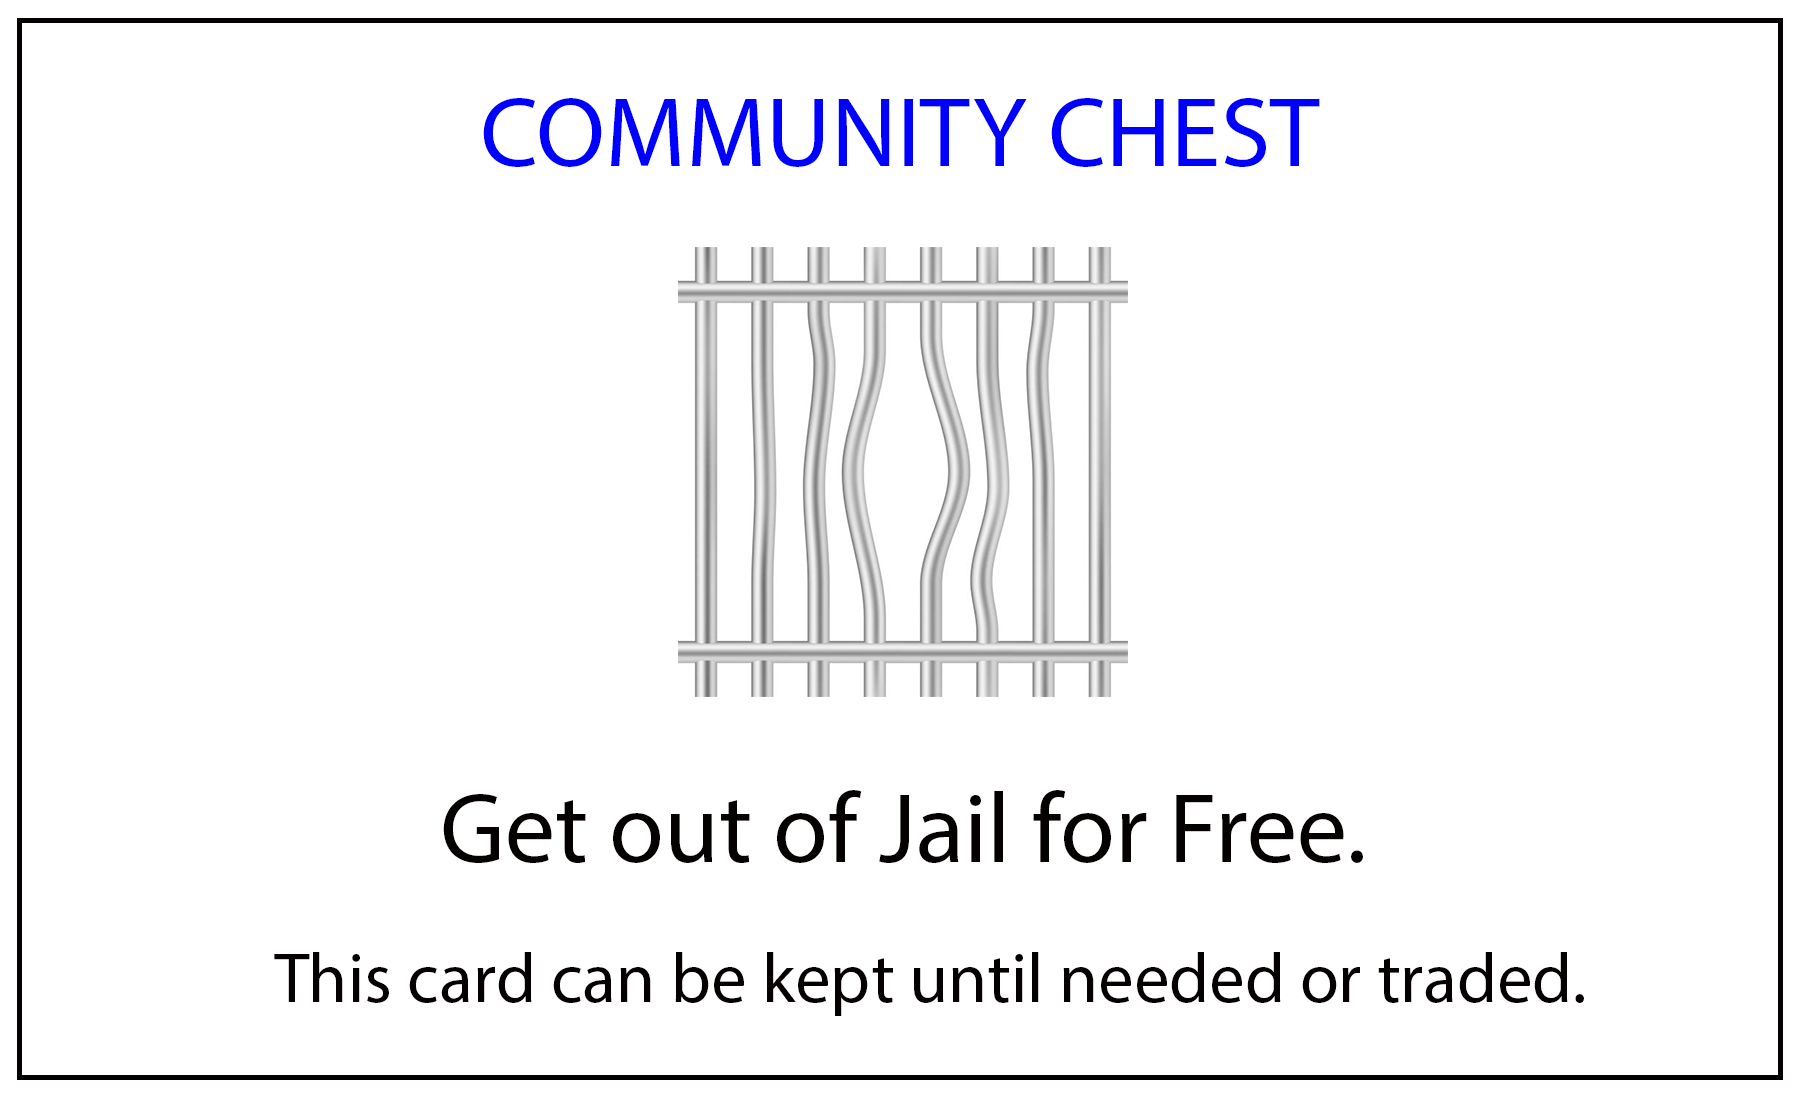 COMMUNITY CHEST
Get out of Jail for Free.
This card can be kept until needed or traded.